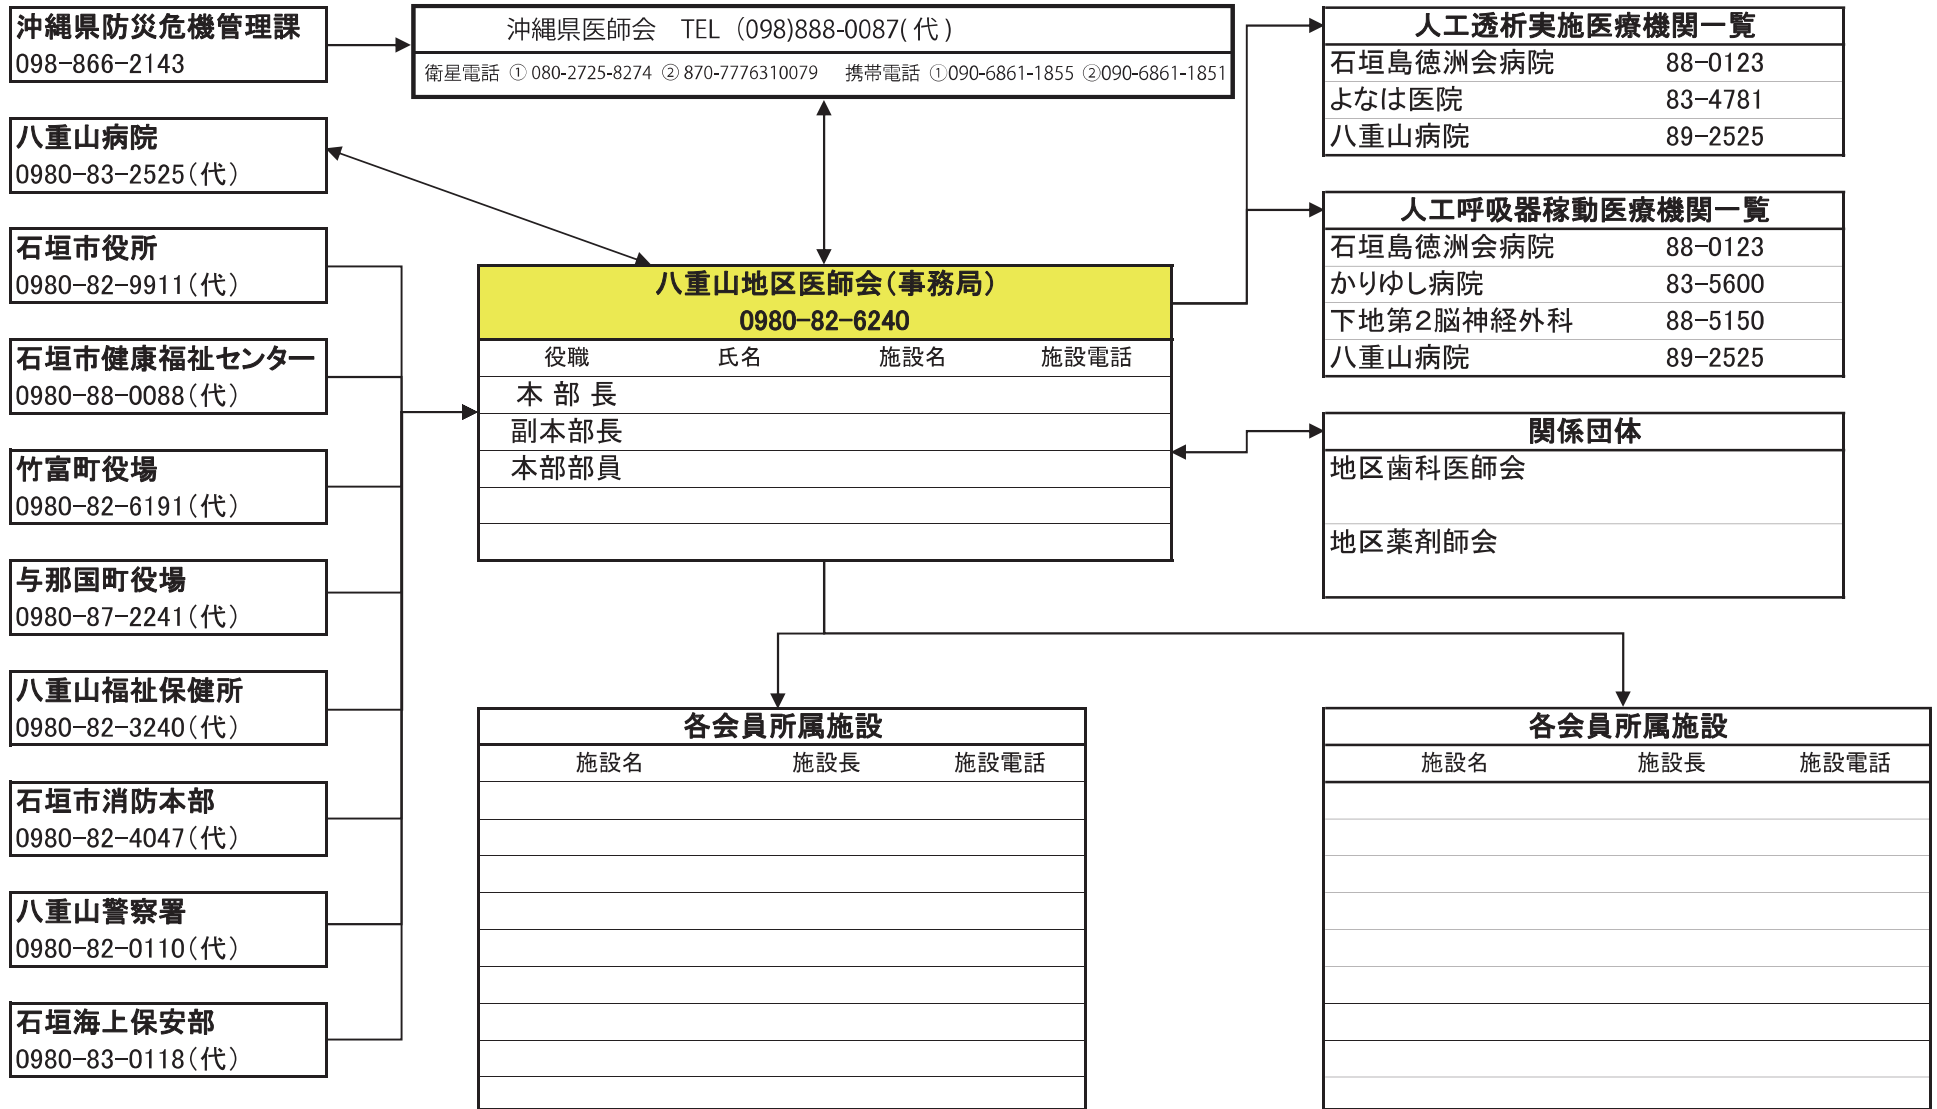 沖縄県防災危機管理課
098-866-2143
八重山病院
0980-83-2525(代)
石垣市役所
0980-82-9911(代)
石垣市健康福祉センター
0980-88-0088(代)
竹富町役場
0980-82-6191(代)
与那国町役場
0980-87-2241(代)
八重山福祉保健所
0980-82-3240(代)
石垣市消防本部
0980-82-4047(代)
八重山警察署
0980-82-0110(代)
石垣海上保安部
0980-83-0118(代)
沖縄県医師会 TEL (098)888-0087(代)
衛星電話 ①080-2725-8274 ②870-7776310079 携帯電話 ①090-6861-1855 ②090-6861-1851
八重山地区医師会(事務局)
0980-82-6240
役職 氏名 施設名 施設電話
本 部 長
副本部長
本部部員
人工透析実施医療機関一覧
石垣島徳洲会病院 88-0123
よなは医院 83-4781
八重山病院 89-2525
人工呼吸器稼動医療機関一覧
石垣島徳洲会病院 88-0123
かりゆし病院 83-5600
下地第2脳神経外科 88-5150
八重山病院 89-2525
関係団体
地区歯科医師会
地区薬剤師会
各会員所属施設
施設名 施設長 施設電話
各会員所属施設
施設名 施設長 施設電話